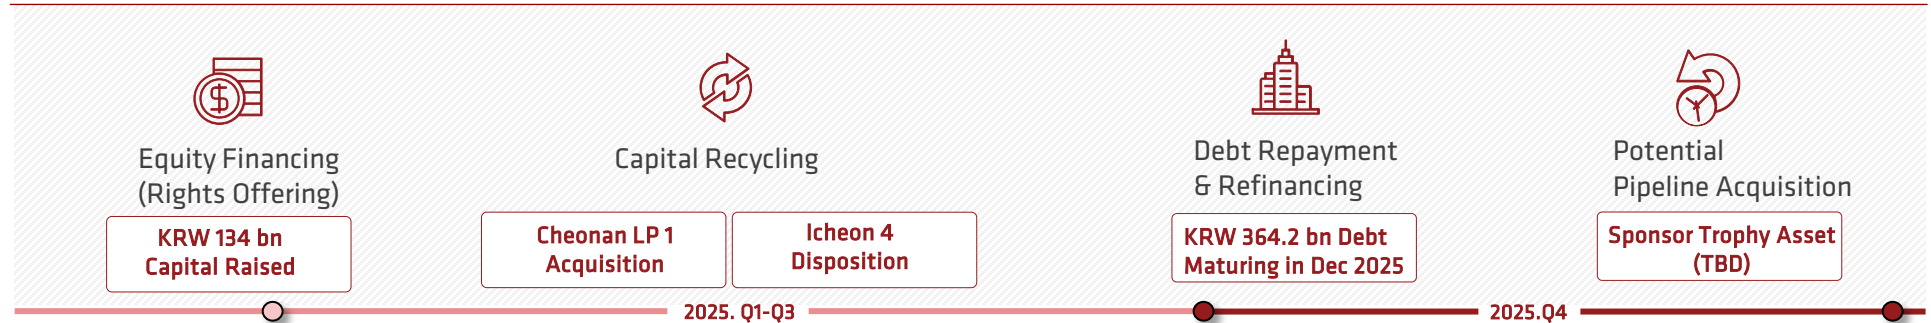 Equity Financing
(Rights Offering)
KRW 134 bn
Capital Raised
Capital Recycling
Cheonan LP 1
Acquisition
Icheon 4
Disposition
Debt Repayment
& Refinancing
KRW 364.2 bn Debt
Maturing in Dec 2025
Potential
Pipeline Acquisition
Sponsor Trophy Asset
(TBD)
2025. Q1-Q3
2025.Q4